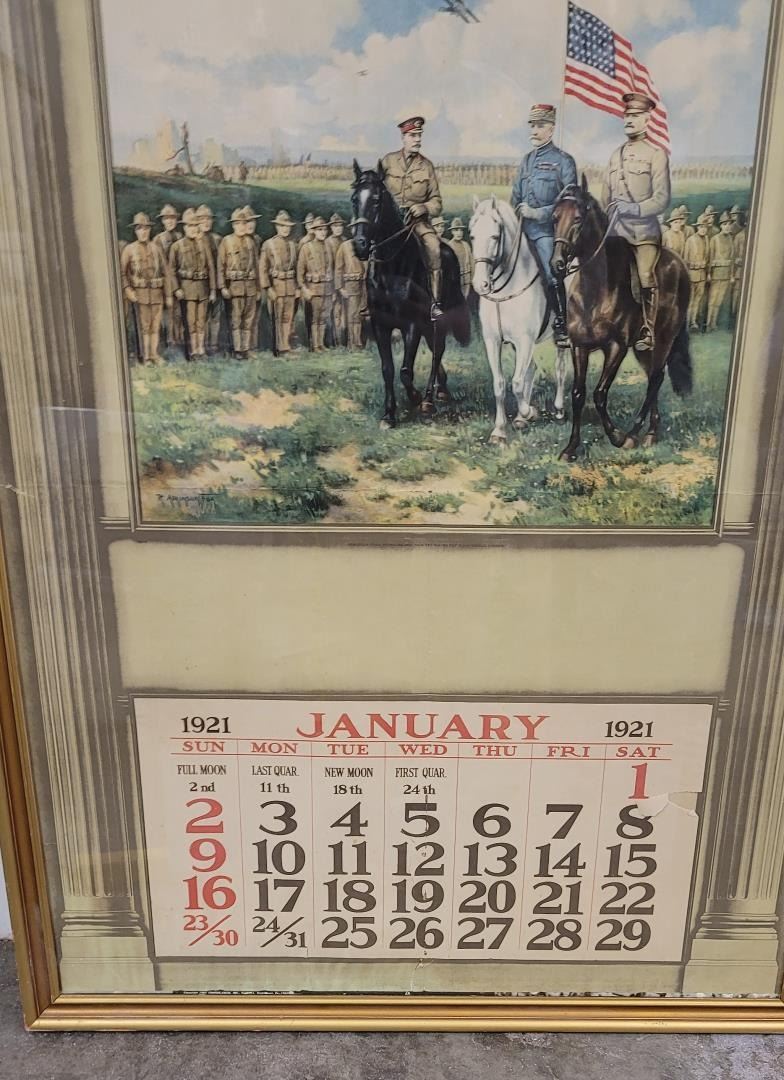 1921 JANUARY 1921
SUN MON TUE WED THU FRI SAT
FULL MOON LAST QUAR. NEW MOON FIRST QUAR. 1
2nd 11th 18th 24th
2 3 4 5 6 7 8
9 10 11 12 13 14 15
16 17 18 19 20 21 22
23/30 24/31 25 26 27 28 29